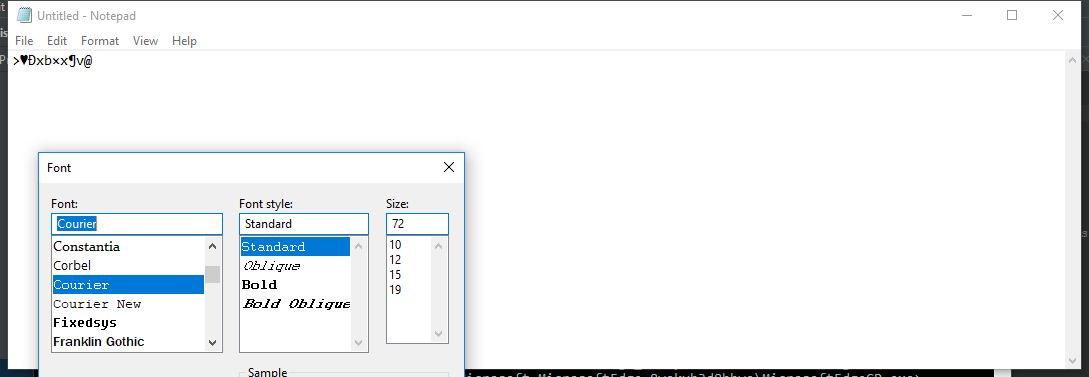 Untitled - Notepad
File Edit Format View Help
>♥Ðxb×x¶v@
Font
Font: Font style: Size:
Courier Standard 72
Constantia
Corbel
Courier
Courier New
Fixedsys
Franklin Gothic
Standard
Oblique
Bold
Bold Oblique
10
12
15
19
Sample